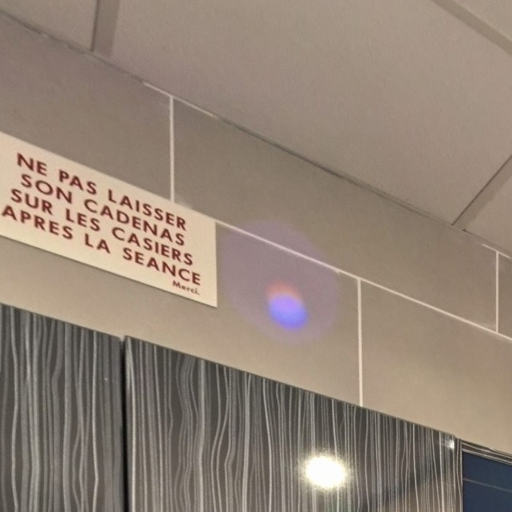 NE PAS LAISSER
SON CADENAS
SUR LES CASIERS
APRES LA SEANCE
Merci.